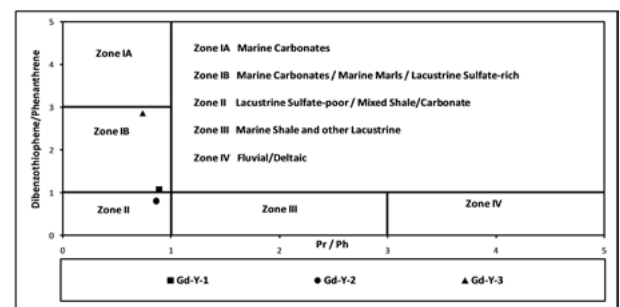 Dibenzothiophene/Phenanthrene
5
4
3
2
1
0
Zone IA
Zone IB
Zone II
Zone IA Marine Carbonates
Zone IB Marine Carbonates / Marine Marls / Lacustrine Sulfate-rich
Zone II Lacustrine Sulfate-poor / Mixed Shale/Carbonate
Zone III Marine Shale and other Lacustrine
Zone IV Fluvial/Deltaic
Zone III
Zone IV
0 1 2 3 4 5
Pr / Ph
Gd-Y-1 Gd-Y-2 Gd-Y-3